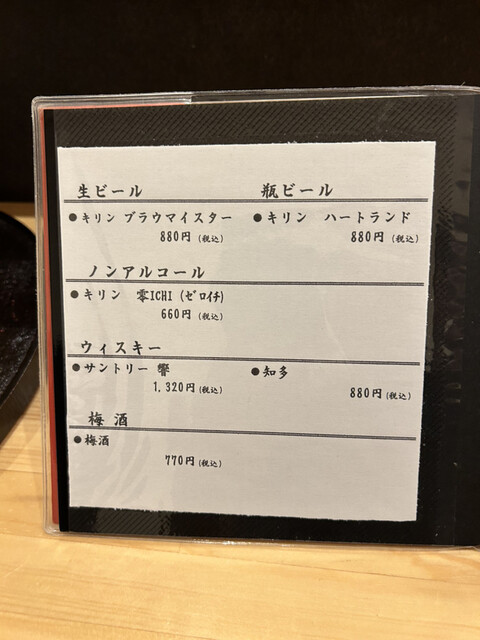 生ビール 瓶ビール
●キリン ブラウマイスター ●キリン ハートランド
880円(税込) 880円(税込)
ノンアルコール
●キリン 零ICHI (ｾﾞﾛｲﾁ)
660円(税込)
ウィスキー
●サントリー 響 ●知多
1,320円(税込) 880円(税込)
梅酒
●梅酒
770円(税込)